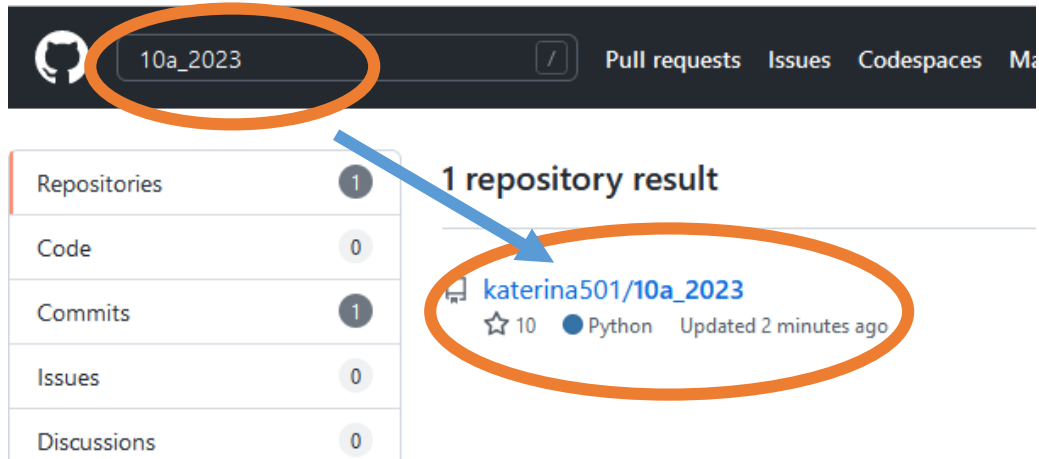 10a_2023 / Pull requests Issues Codespaces Ma
Repositories 1
Code 0
Commits 1
Issues 0
Discussions 0
1 repository result
katerina501/10a_2023
10 Python Updated 2 minutes ago